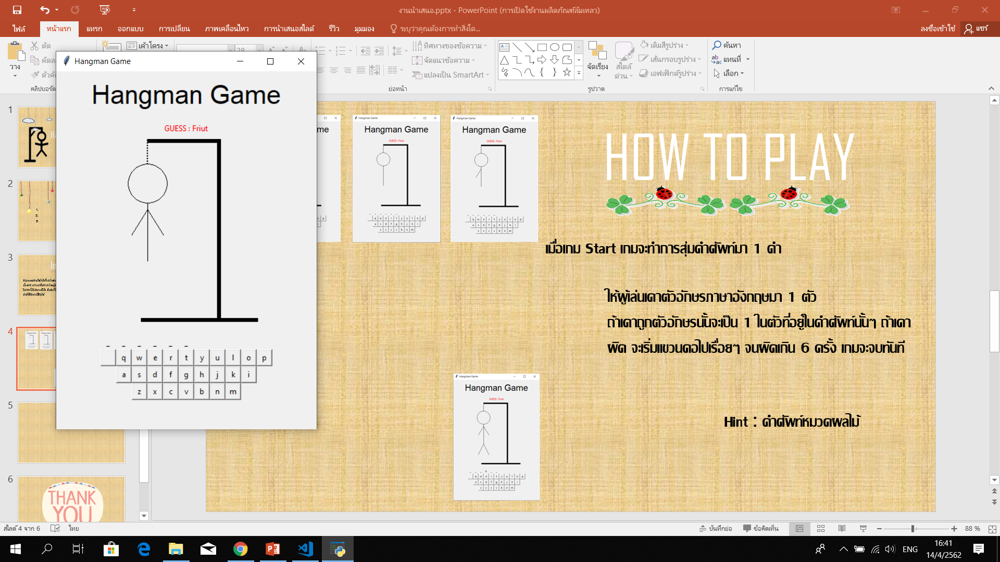 งานนำเสนอ.pptx - PowerPoint (การเปิดใช้งานผลิตภัณฑ์ล้มเหลว)
ไฟล์ หน้าแรก แทรก ออกแบบ การเปลี่ยน ภาพเคลื่อนไหว การนำเสนอสไลด์ รีวิว มุมมอง ระบุว่าคุณต้องการทำสิ่งใด... ลงชื่อเข้าใช้ แชร์
ตัด
วาง
คลิปบอร์ด
เค้าโครง
28
ทิศทางของข้อความ
จัดแนวข้อความ
แปลงเป็น SmartArt
ย่อหน้า
จัดเรียง
สไตล์ด่วน
เติมสีรูปร่าง
เส้นกรอบรูปร่าง
เอฟเฟ็กต์รูปร่าง
รูปวาด
ค้นหา
แทนที่
เลือก
การแก้ไข
Hangman Game
Hangman Game
GUESS : Friut
_ _ _ _ _ _
q w e r t y u l o p
a s d f g h j k i
z x c v b n m
1
2
3
4
5
6
THANK
YOU
Hangman Game
Hangman Game
GUESS : Friut
q w e r t y u l o p
a s d f g h j k i
z x c v b n m
Hangman Game
Hangman Game
GUESS : Friut
q w e r t y u l o p
a s d f g h j k i
z x c v b n m
HOW TO PLAY
เมื่อเกม Start เกมจะทำการสุ่มคำศัพท์มา 1 คำ
ให้ผู้เล่นเดาตัวอักษรภาษาอังกฤษมา 1 ตัว
ถ้าเดาถูกตัวอักษรนั้นจะเป็น 1 ในตัวที่อยู่ในคำศัพท์นั้นๆ ถ้าเดา
ผิด จะเริ่มแขวนคอไปเรื่อยๆ จนผิดเกิน 6 ครั้ง เกมจะจบทันที
Hint : คำศัพท์หมวดผลไม้
Hangman Game
Hangman Game
GUESS : Friut
q w e r t y u l o p
a s d f g h j k i
z x c v b n m
สไลด์ 4 จาก 6 ไทย บันทึกย่อ ข้อคิดเห็น 88 %
ENG
16:41
14/4/2562